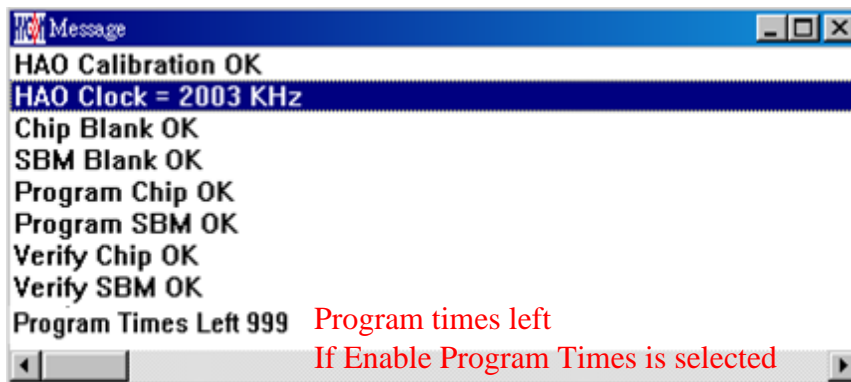 Message
HAO Calibration OK
HAO Clock = 2003 KHz
Chip Blank OK
SBM Blank OK
Program Chip OK
Program SBM OK
Verify Chip OK
Verify SBM OK
Program Times Left 999 Program times left
If Enable Program Times is selected